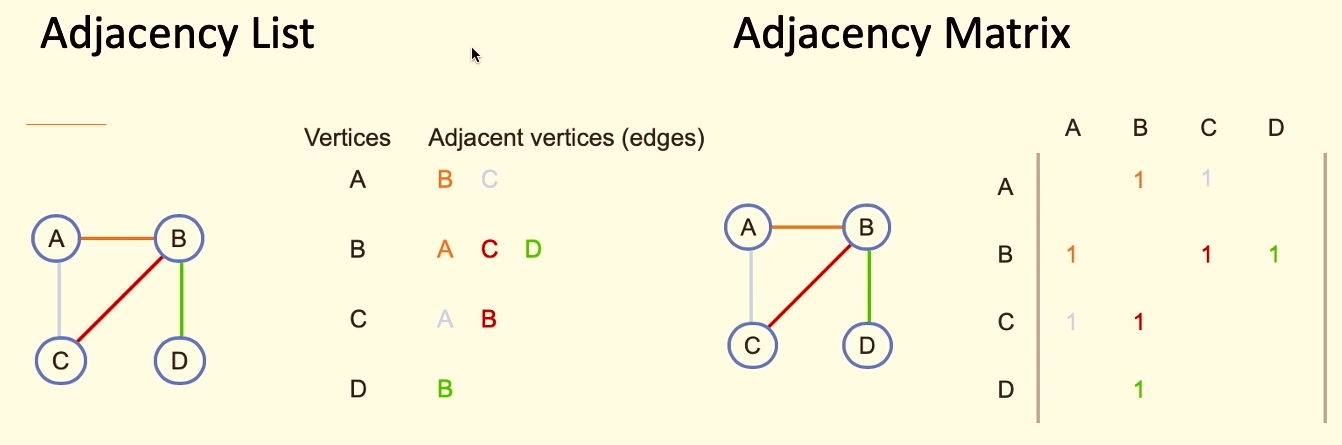 Adjacency List
Vertices Adjacent vertices (edges)
A B C
B A C D
C A B
D B
A B
C D
Adjacency Matrix
A B C D
A 1 1
B 1 1 1
C 1 1
D 1
A B
C D